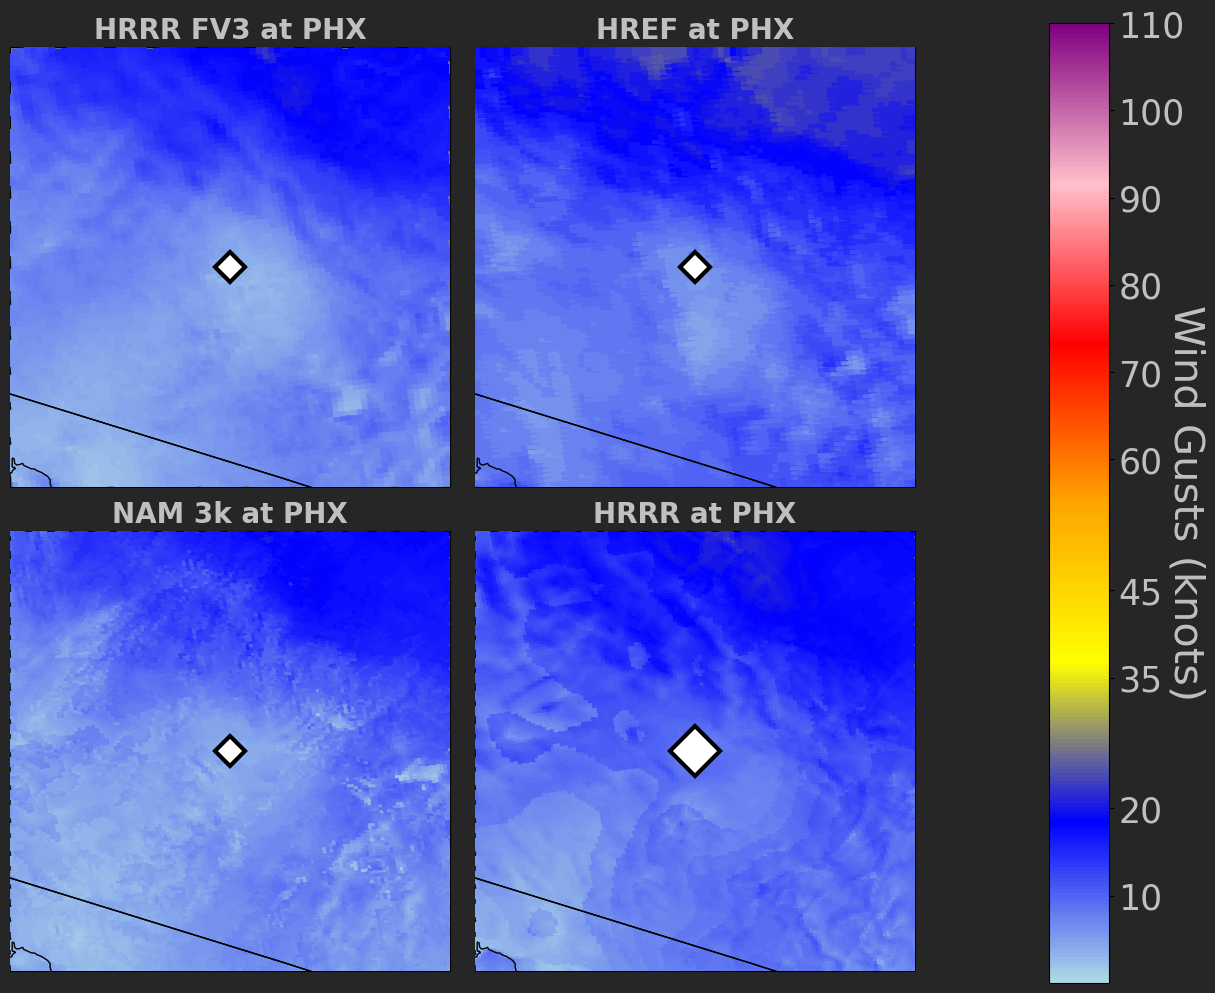 HRRR FV3 at PHX
HREF at PHX
NAM 3k at PHX
HRRR at PHX
110
100
90
80
70
60
45
35
20
10
Wind Gusts (knots)